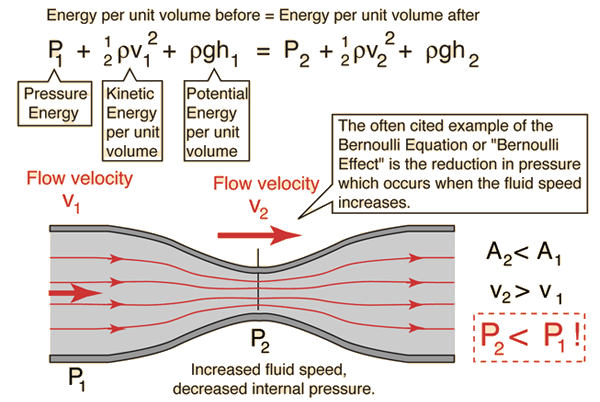 Energy per unit volume before = Energy per unit volume after
P₁ + ½ρv₁² + ρgh₁ = P₂ + ½ρv₂² + ρgh₂
Pressure
Energy
Kinetic
Energy
per unit
volume
Potential
Energy
per unit
volume
The often cited example of the
Bernoulli Equation or "Bernoulli
Effect" is the reduction in pressure
which occurs when the fluid speed
increases.
Flow velocity
v₁
Flow velocity
v₂
A₂< A₁
v₂> v₁
P₂< P₁!
P₁
P₂
Increased fluid speed,
decreased internal pressure.